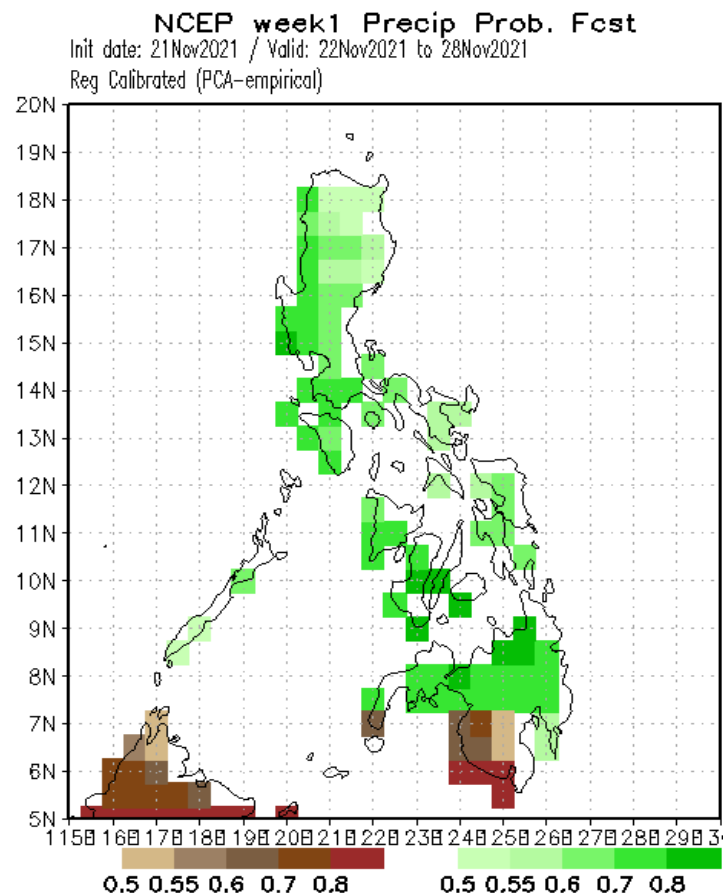 NCEP week1 Precip Prob. Fcst
Init date: 21Nov2021 / Valid: 22Nov2021 to 28Nov2021
Reg Calibrated (PCA-empirical)
20N
19N
18N
17N
16N
15N
14N
13N
12N
11N
10N
9N
8N
7N
6N
5N
0.5 0.55 0.6 0.7 0.8 0.5 0.55 0.6 0.7 0.8